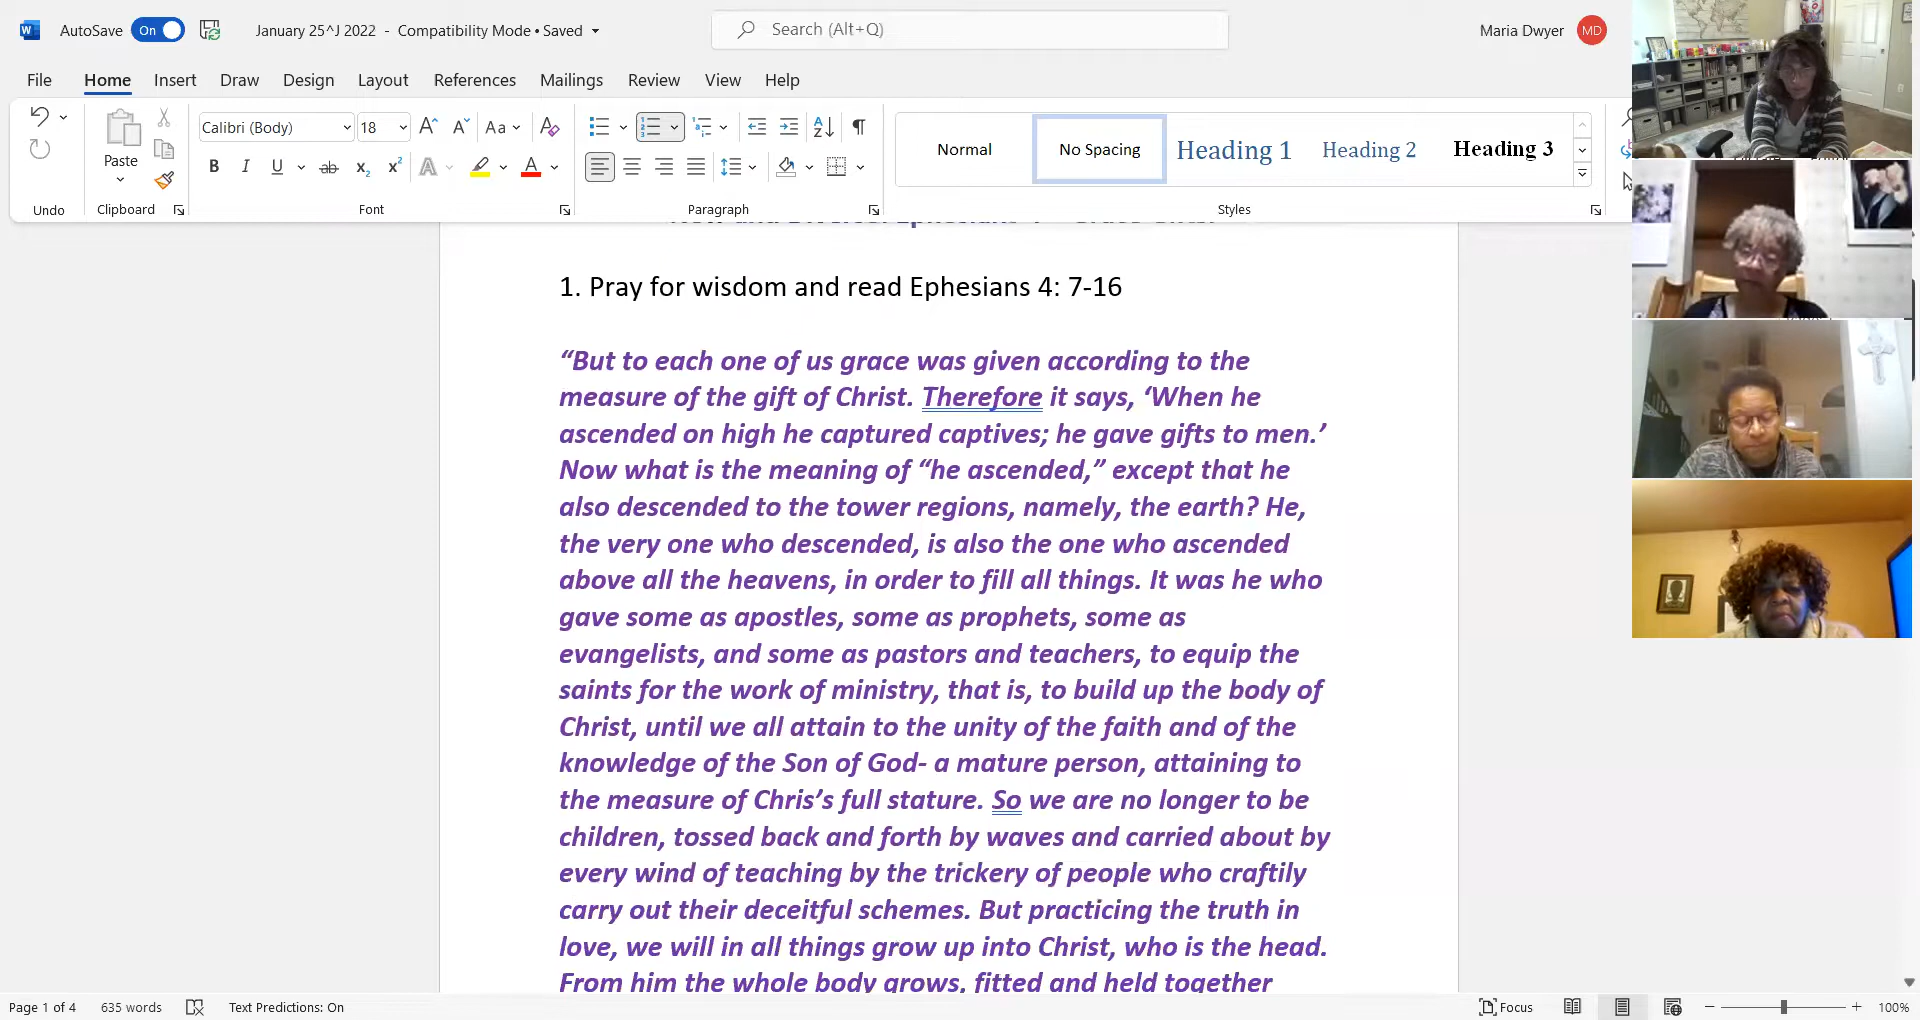 AutoSave On January 25^J 2022 - Compatibility Mode • Saved Search (Alt+Q) Maria Dwyer MD
File Home Insert Draw Design Layout References Mailings Review View Help
Calibri (Body) 18 Aa
Paste
Normal No Spacing Heading 1 Heading 2 Heading 3
Undo Clipboard Font Paragraph Styles
1. Pray for wisdom and read Ephesians 4: 7-16
“But to each one of us grace was given according to the
measure of the gift of Christ. Therefore it says, ‘When he
ascended on high he captured captives; he gave gifts to men.’
Now what is the meaning of “he ascended,” except that he
also descended to the tower regions, namely, the earth? He,
the very one who descended, is also the one who ascended
above all the heavens, in order to fill all things. It was he who
gave some as apostles, some as prophets, some as
evangelists, and some as pastors and teachers, to equip the
saints for the work of ministry, that is, to build up the body of
Christ, until we all attain to the unity of the faith and of the
knowledge of the Son of God- a mature person, attaining to
the measure of Chris’s full stature. So we are no longer to be
children, tossed back and forth by waves and carried about by
every wind of teaching by the trickery of people who craftily
carry out their deceitful schemes. But practicing the truth in
love, we will in all things grow up into Christ, who is the head.
From him the whole body grows, fitted and held together
Page 1 of 4 635 words Text Predictions: On Focus 100%